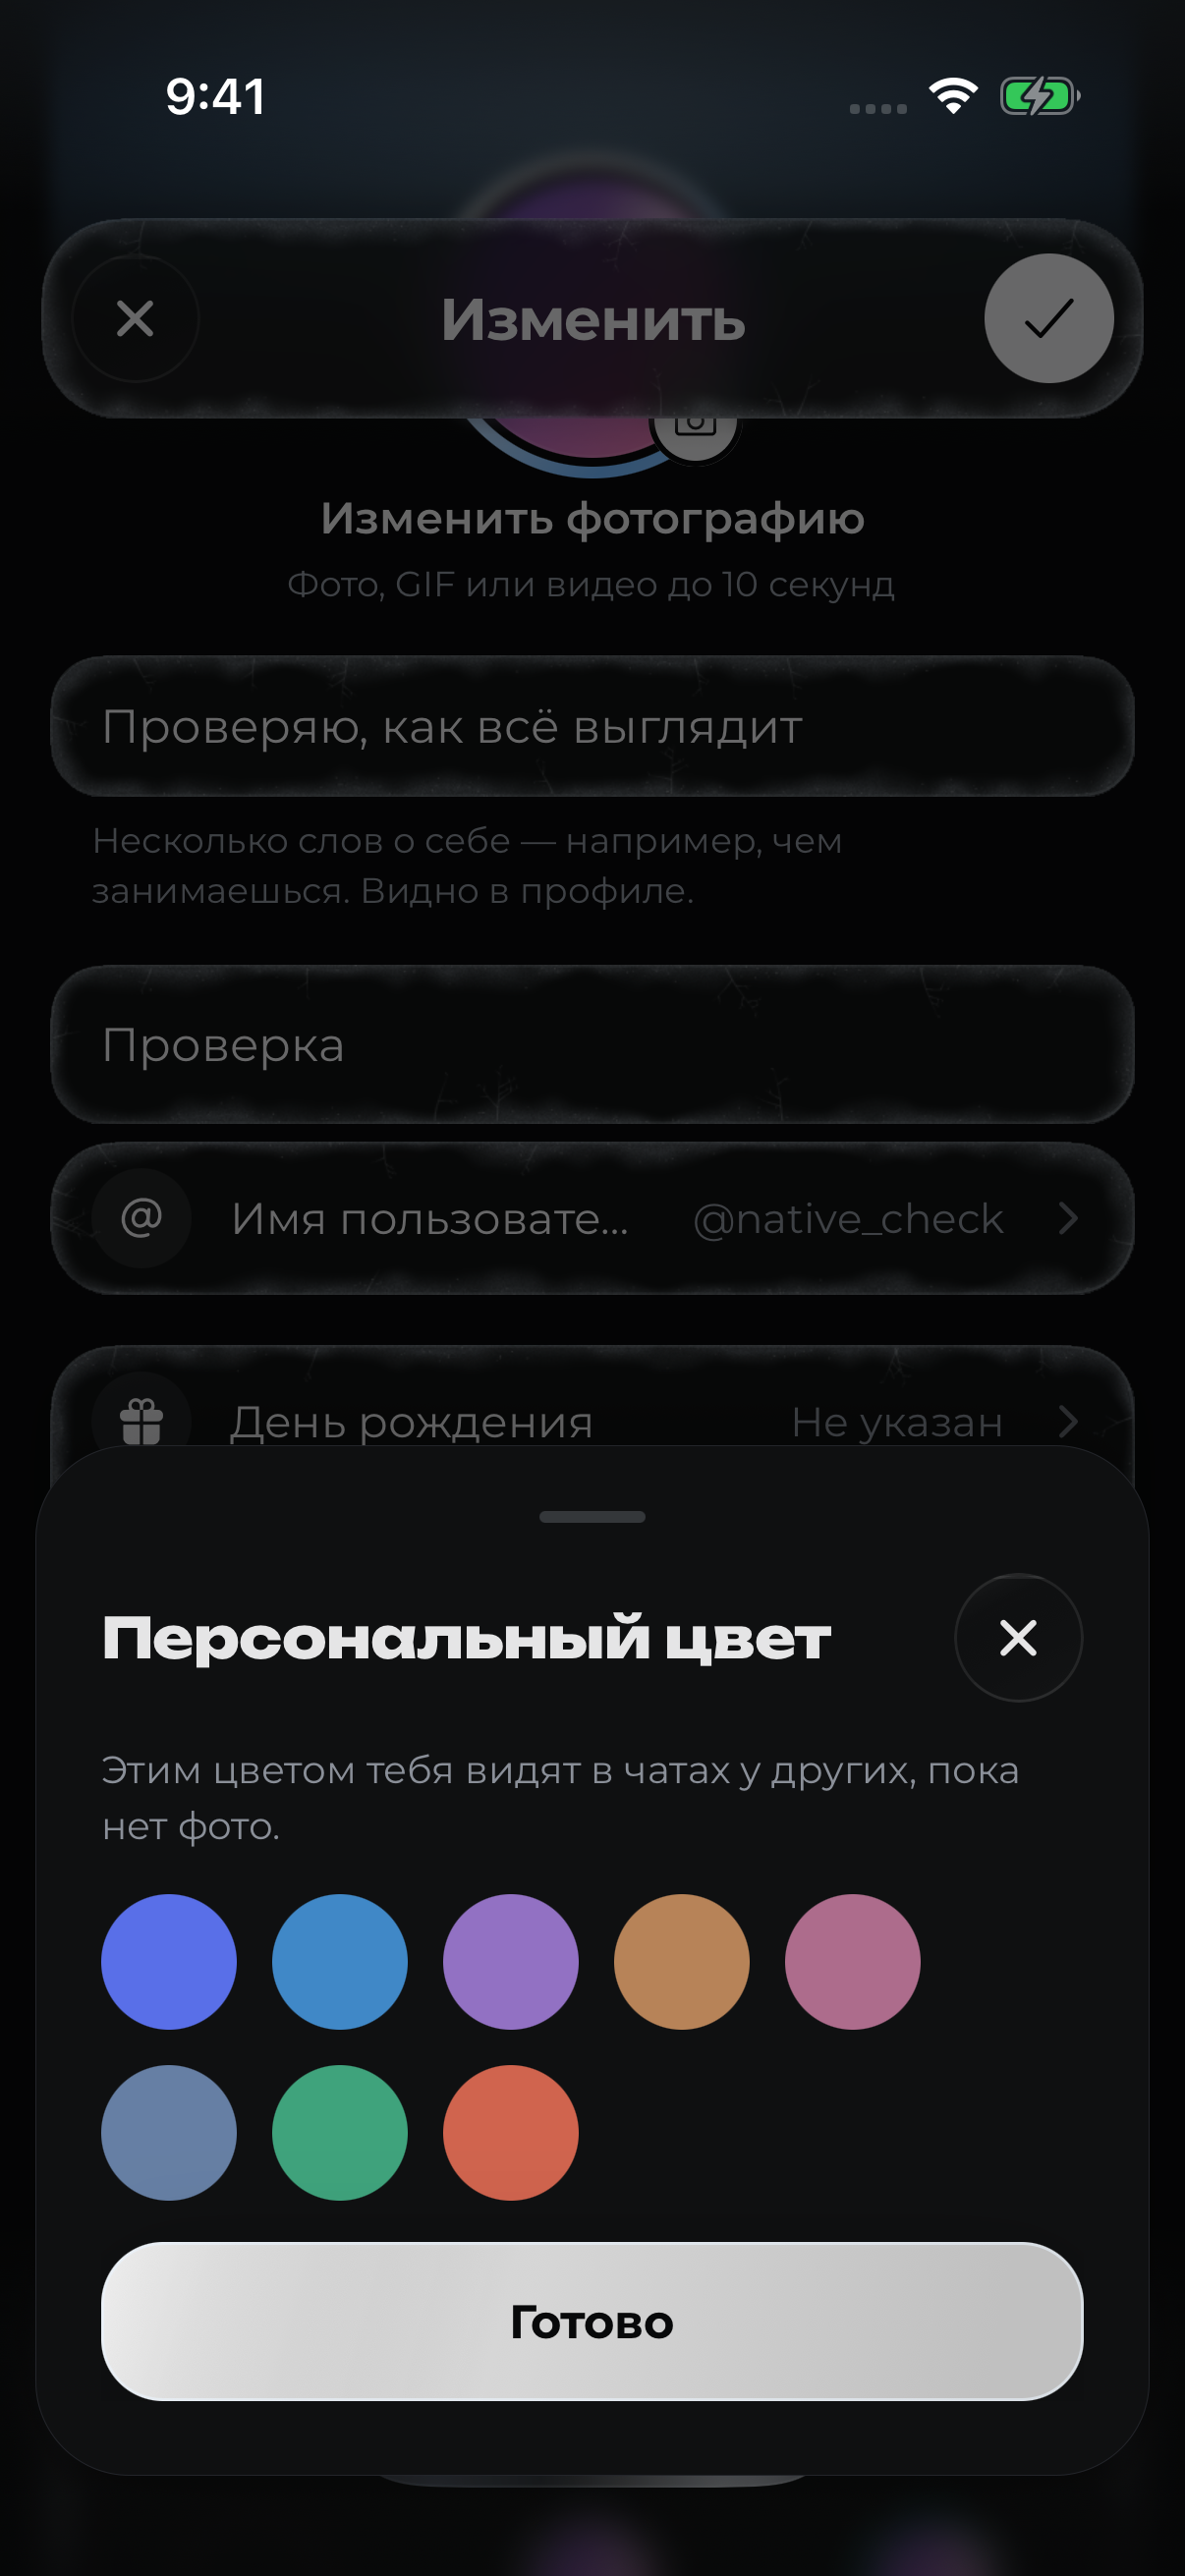 9:41
Изменить
Изменить фотографию
Фото, GIF или видео до 10 секунд
Проверяю, как всё выглядит
Несколько слов о себе — например, чем
занимаешься. Видно в профиле.
Проверка
@ Имя пользовате... @native_check
День рождения Не указан
Персональный цвет
Этим цветом тебя видят в чатах у других, пока
нет фото.
Готово